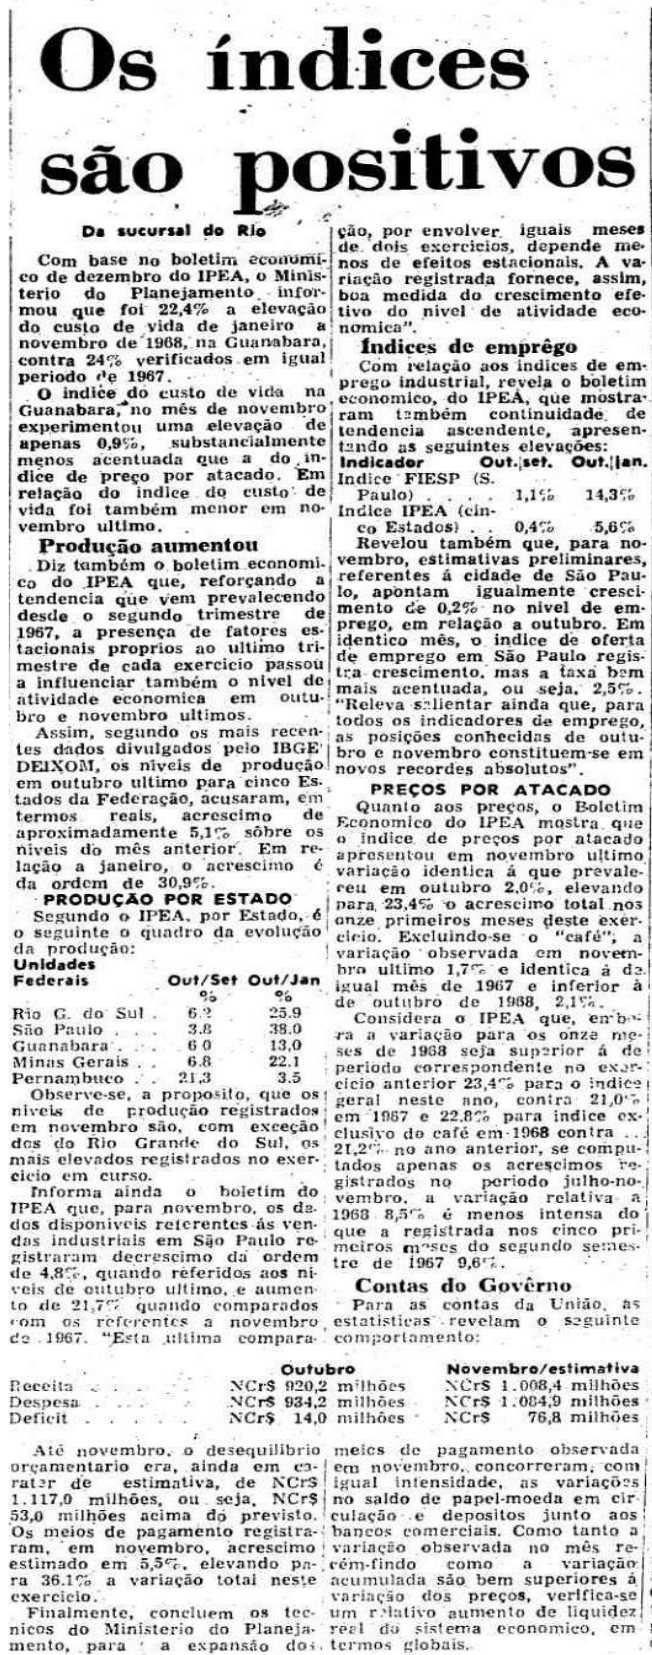 Os índices
são positivos
Da sucursal do Rio
Com base no boletim economi-
co de dezembro do IPEA, o Minis-
terio do Planejamento infor-
mou que foi 22,4% a elevação
do custo de vida de janeiro a
novembro de 1968, na Guanabara,
contra 24% verificados em igual
periodo de 1967.
O indice do custo de vida na
Guanabara, no mês de novembro
experimentou uma elevação de
apenas 0,9%, substancialmente
menos acentuada que a do in-
dice de preço por atacado. Em
relação do indice do custo de
vida foi também menor em no-
vembro ultimo.
Produção aumentou
Diz também o boletim economi-
co do IPEA que, reforçando a
tendencia que vem prevalecendo
desde o segundo trimestre de
1967, a presença de fatores es-
tacionais proprios ao ultimo tri-
mestre de cada exercicio passou
a influenciar também o nivel de
atividade economica em outu-
bro e novembro ultimos.
Assim, segundo os mais recen-
tes dados divulgados pelo IBGE
DEIXOM, os niveis de produção
em outubro ultimo para cinco Es-
tados da Federação, acusaram, em
termos reais, acrescimo de
aproximadamente 5,1% sôbre os
niveis do mês anterior. Em re-
lação a janeiro, o acrescimo é
da ordem de 30,9%.
PRODUÇÃO POR ESTADO
Segundo o IPEA, por Estado, é
o seguinte o quadro da evolução
da produção:
Unidades
Federais Out/Set Out/Jan
% %
Rio G. do Sul . 6.2 25.9
São Paulo . . . 3.8 38.0
Guanabara . . . 6 0 13,0
Minas Gerais . . 6.8 22.1
Pernambuco . . 21,3 3.5
Observe-se, a proposito, que os
niveis de produção registrados
em novembro são, com exceção
dos do Rio Grande do Sul, os
mais elevados registrados no exer-
cicio em curso.
Informa ainda o boletim do
IPEA que, para novembro, os da-
dos disponiveis referentes ás ven-
das industriais em São Paulo re-
gistraram decrescimo da ordem
de 4,8%, quando referidos aos ni-
veis de outubro ultimo, e aumen-
to de 21,7% quando comparados
com os referentes a novembro
de 1967. "Esta ultima compara-
ção, por envolver iguais meses
de dois exercicios, depende me-
nos de efeitos estacionais. A va-
riação registrada fornece, assim,
boa medida do crescimento efe-
tivo do nivel de atividade eco-
nomica".
Índices de emprêgo
Com relação aos indices de em-
prego industrial, revela o boletim
economico, do IPEA, que mostra-
ram também continuidade de
tendencia ascendente, apresen-
tando as seguintes elevações:
Indicador Out.|set. Out.|jan.
Indice FIESP (S.
Paulo) . . . . 1,1% 14,3%
Indice IPEA (cin-
co Estados) . . 0,4% 5,6%
Revelou também que, para no-
vembro, estimativas preliminares,
referentes á cidade de São Pau-
lo, apontam igualmente cresci-
mento de 0,2% no nivel de em-
prego, em relação a outubro. Em
identico mês, o indice de oferta
de emprego em São Paulo regis-
tra crescimento, mas a taxa bem
mais acentuada, ou seja, 2,5%.
"Releva salientar ainda que, para
todos os indicadores de emprego,
as posições conhecidas de outu-
bro e novembro constituem-se em
novos recordes absolutos".
PREÇOS POR ATACADO
Quanto aos preços, o Boletim
Economico do IPEA mostra que
o indice de preços por atacado
apresentou em novembro ultimo
variação identica á que prevale-
ceu em outubro 2,0%, elevando
para 23,4% o acrescimo total nos
onze primeiros meses deste exer-
cicio. Excluindo-se o "café", a
variação observada em novem-
bro ultimo 1,7% e identica á de
igual mês de 1967 e inferior á
de outubro de 1968, 2,1%.
Considera o IPEA que, embo-
ra a variação para os onze me-
ses de 1968 seja superior á de
periodo correspondente no exer-
cicio anterior 23,4% para o indice
geral neste ano, contra 21,0%
em 1967 e 22,8% para indice ex-
clusivo do café em 1968 contra ...
21,2% no ano anterior, se compu-
tados apenas os acrescimos re-
gistrados no periodo julho-no-
vembro, a variação relativa a
1968 8,5% é menos intensa do
que a registrada nos cinco pri-
meiros meses do segundo semes-
tre de 1967 9,6%.
Contas do Govêrno
Para as contas da União, as
estatisticas revelam o seguinte
comportamento:
Outubro Novembro/estimativa
Receita . . . NCr$ 920,2 milhões NCr$ 1.008,4 milhões
Despesa . . . . NCr$ 934,2 milhões NCr$ 1.084,9 milhões
Deficit . . . . . NCr$ 14,0 milhões NCr$ 76,8 milhões
Até novembro, o desequilibrio
orçamentario era, ainda em ca-
rater de estimativa, de NCr$
1.117,0 milhões, ou seja, NCr$
53,0 milhões acima do previsto.
Os meios de pagamento registra-
ram, em novembro, acrescimo
estimado em 5,5%, elevando pa-
ra 36.1% a variação total neste
exercicio.
Finalmente, concluem os tec-
nicos do Ministerio do Planeja-
mento, para a expansão dos
meios de pagamento observada
em novembro, concorreram, com
igual intensidade, as variações
no saldo de papel-moeda em cir-
culação e depositos junto aos
bancos comerciais. Como tanto a
variação observada no mês re-
cém-findo como a variação
acumulada são bem superiores á
variação dos preços, verifica-se
um relativo aumento de liquidez
real do sistema economico, em
termos globais.